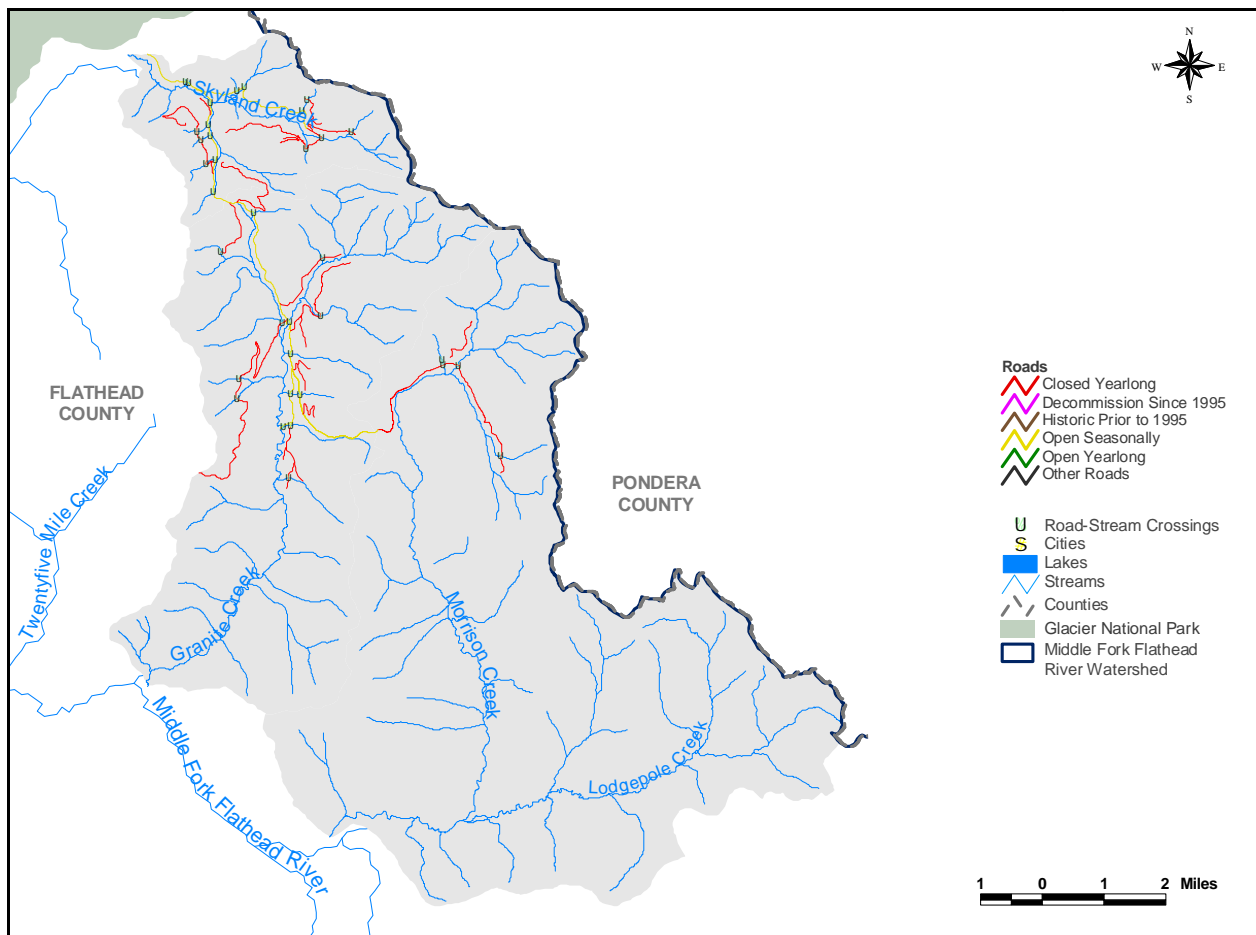 N
W E
S
Skyland Creek
FLATHEAD
COUNTY
PONDERA
COUNTY
Twentyfive Mile Creek
Granite Creek
Morrison Creek
Middle Fork Flathead River
Lodgepole Creek
Roads
Closed Yearlong
Decommission Since 1995
Historic Prior to 1995
Open Seasonally
Open Yearlong
Other Roads
U Road-Stream Crossings
S Cities
Lakes
Streams
Counties
Glacier National Park
Middle Fork Flathead
River Watershed
1 0 1 2 Miles